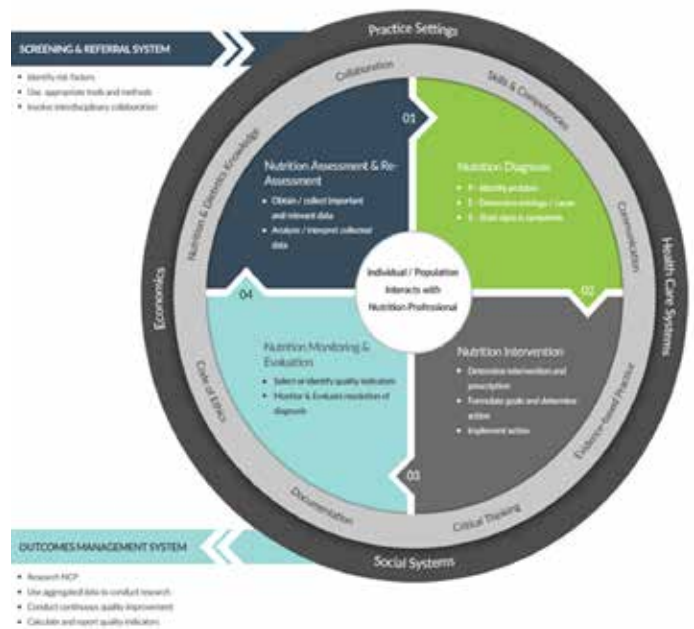 Practice Settings
SCREENING & REFERRAL SYSTEM
• Identify risk factors
• Use appropriate tools and methods
• Involve interdisciplinary collaboration
Collaboration
Skills & Competencies
Nutrition & Dietetics Knowledge
Communication
01
Nutrition Assessment & Re-
Assessment
• Obtain / collect important
and relevant data
• Analyze / interpret collected
data
Nutrition Diagnosis
• P - Identify problem
• E - Determine etiology / cause
• S - State signs & symptoms
Individual / Population
Interacts with
Nutrition Professional
Economics
Health Care Systems
04
02
Nutrition Monitoring &
Evaluation
• Select or identify quality indicators
• Monitor & Evaluate resolution of
diagnosis
Nutrition Intervention
• Determine intervention and
prescription
• Formulate goals and determine
action
• Implement action
03
Code of Ethics
Evidence-based Practice
Documentation
Critical Thinking
Social Systems
OUTCOMES MANAGEMENT SYSTEM
• Research NCP
• Use aggregated data to conduct research
• Conduct continuous quality improvement
• Calculate and report quality indicators